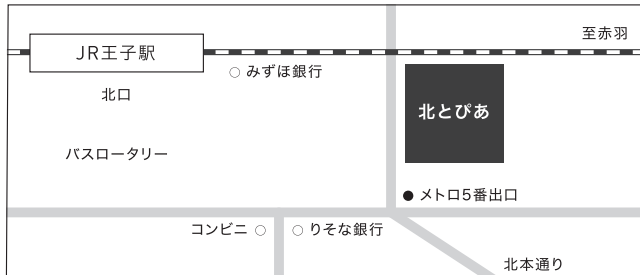 至赤羽
JR王子駅
みずほ銀行
北口
北とぴあ
バスロータリー
メトロ5番出口
コンビニ
りそな銀行
北本通り